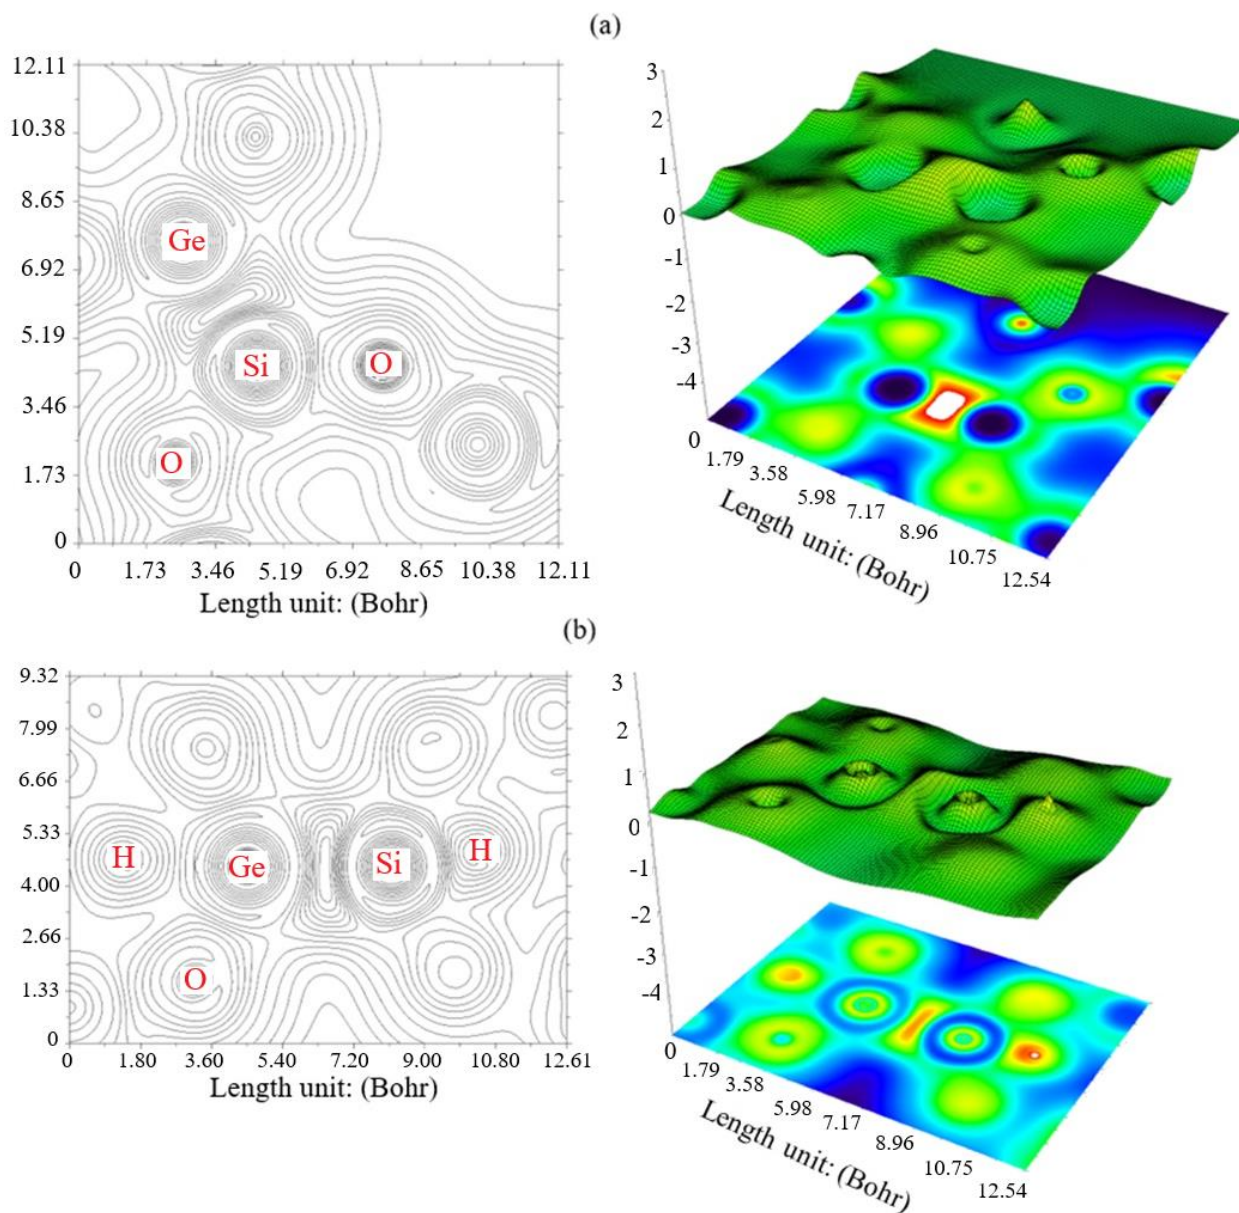 (a)
12.11
10.38
8.65
6.92
5.19
3.46
1.73
0
Ge
Si
O
O
0 1.73 3.46 5.19 6.92 8.65 10.38 12.11
Length unit: (Bohr)
3
2
1
0
-1
-2
-3
-4
0
1.79
3.58
5.98
7.17
8.96
10.75
12.54
Length unit: (Bohr)
(b)
9.32
7.99
6.66
5.33
4.00
2.66
1.33
0
H
Ge
Si
H
O
0 1.80 3.60 5.40 7.20 9.00 10.80 12.61
Length unit: (Bohr)
3
2
1
0
-1
-2
-3
-4
0
1.79
3.58
5.98
7.17
8.96
10.75
12.54
Length unit: (Bohr)